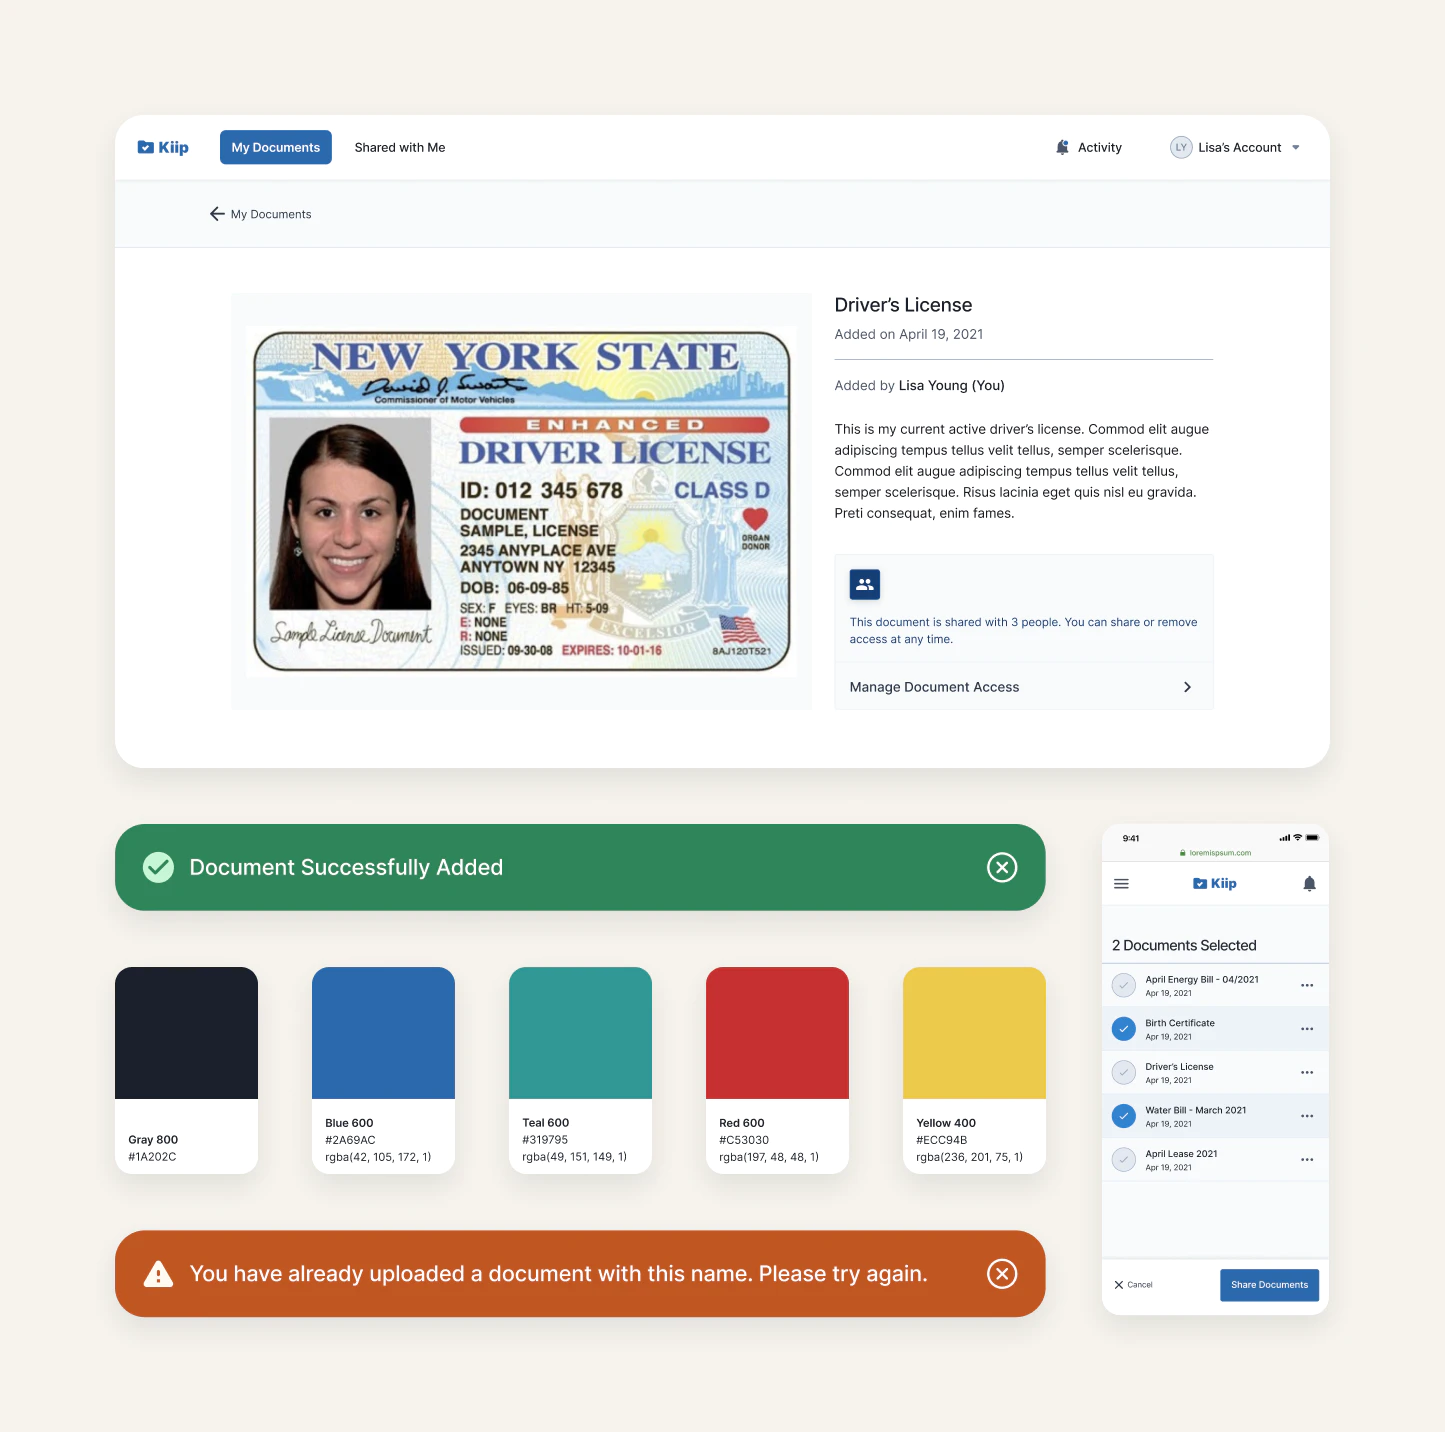 Kiip
My Documents
Shared with Me
Activity
LY
Lisa's Account
My Documents
NEW YORK STATE
Commissioner of Motor Vehicles
ENHANCED
DRIVER LICENSE
ID: 012 345 678 CLASS D
DOCUMENT
SAMPLE, LICENSE
2345 ANYPLACE AVE
ANYTOWN NY 12345
DOB: 06-09-85
SEX: F EYES: BR HT: 5-09
E: NONE
R: NONE
ISSUED: 09-30-08 EXPIRES: 10-01-16
ORGAN
DONOR
EXCELSIOR
8AJ120T521
Sample License Document
Driver's License
Added on April 19, 2021
Added by Lisa Young (You)
This is my current active driver's license. Commod elit augue
adipiscing tempus tellus velit tellus, semper scelerisque.
Commod elit augue adipiscing tempus tellus velit tellus,
semper scelerisque. Risus lacinia eget quis nisl eu gravida.
Preti consequat, enim fames.
This document is shared with 3 people. You can share or remove
access at any time.
Manage Document Access
Document Successfully Added
Gray 800
#1A202C
Blue 600
#2A69AC
rgba(42, 105, 172, 1)
Teal 600
#319795
rgba(49, 151, 149, 1)
Red 600
#C53030
rgba(197, 48, 48, 1)
Yellow 400
#ECC94B
rgba(236, 201, 75, 1)
You have already uploaded a document with this name. Please try again.
9:41
loremispsum.com
Kiip
2 Documents Selected
April Energy Bill - 04/2021
Apr 19, 2021
Birth Certificate
Apr 19, 2021
Driver's License
Apr 19, 2021
Water Bill - March 2021
Apr 19, 2021
April Lease 2021
Apr 19, 2021
Cancel
Share Documents